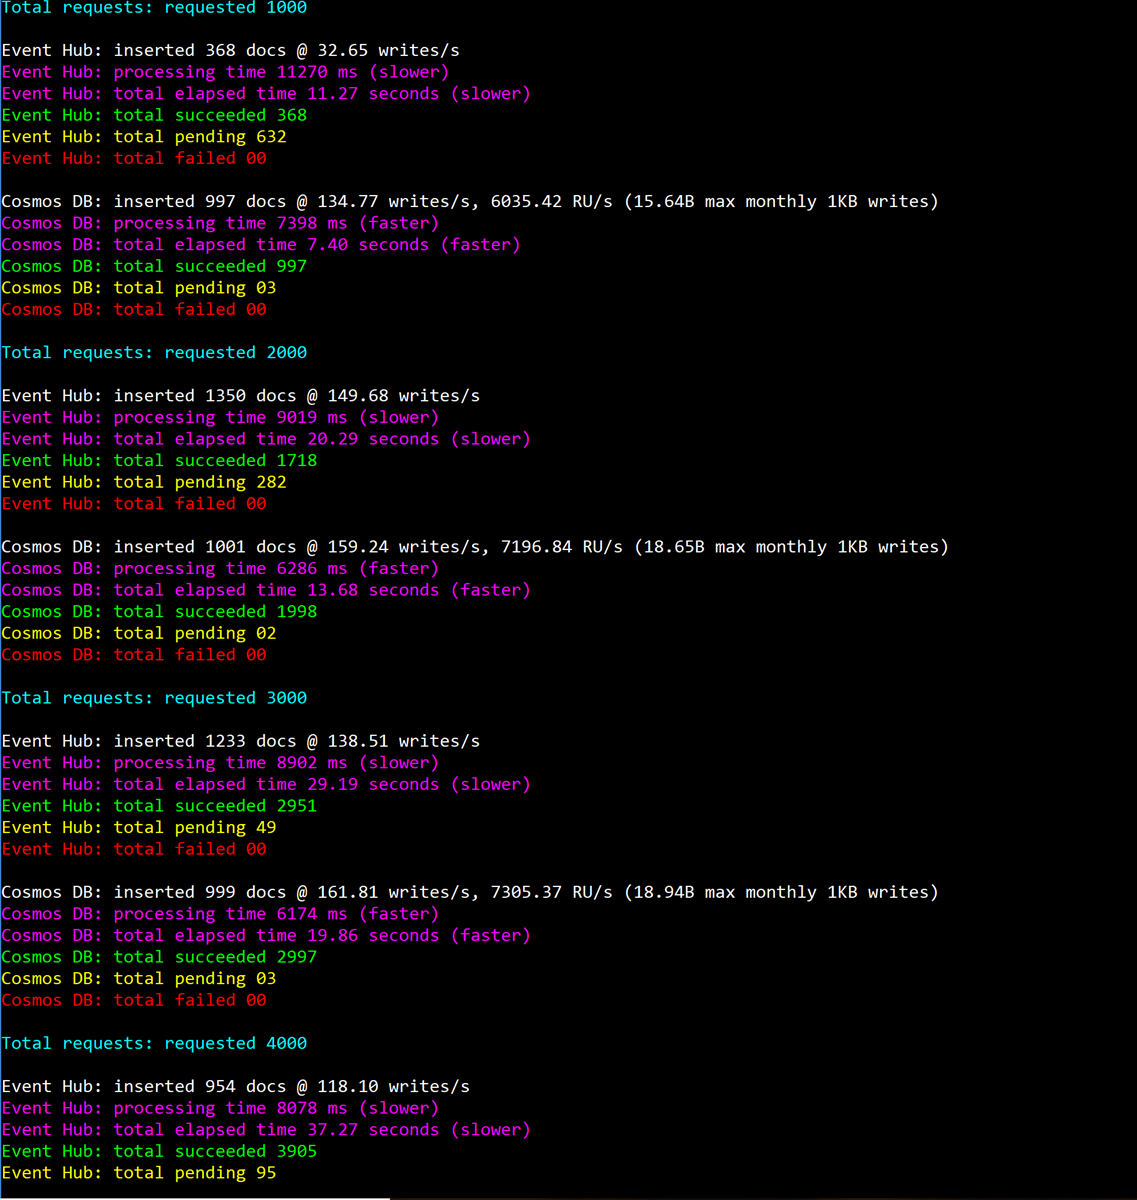 Total requests: requested 1000
Event Hub: inserted 368 docs @ 32.65 writes/s
Event Hub: processing time 11270 ms (slower)
Event Hub: total elapsed time 11.27 seconds (slower)
Event Hub: total succeeded 368
Event Hub: total pending 632
Event Hub: total failed 00
Cosmos DB: inserted 997 docs @ 134.77 writes/s, 6035.42 RU/s (15.64B max monthly 1KB writes)
Cosmos DB: processing time 7398 ms (faster)
Cosmos DB: total elapsed time 7.40 seconds (faster)
Cosmos DB: total succeeded 997
Cosmos DB: total pending 03
Cosmos DB: total failed 00
Total requests: requested 2000
Event Hub: inserted 1350 docs @ 149.68 writes/s
Event Hub: processing time 9019 ms (slower)
Event Hub: total elapsed time 20.29 seconds (slower)
Event Hub: total succeeded 1718
Event Hub: total pending 282
Event Hub: total failed 00
Cosmos DB: inserted 1001 docs @ 159.24 writes/s, 7196.84 RU/s (18.65B max monthly 1KB writes)
Cosmos DB: processing time 6286 ms (faster)
Cosmos DB: total elapsed time 13.68 seconds (faster)
Cosmos DB: total succeeded 1998
Cosmos DB: total pending 02
Cosmos DB: total failed 00
Total requests: requested 3000
Event Hub: inserted 1233 docs @ 138.51 writes/s
Event Hub: processing time 8902 ms (slower)
Event Hub: total elapsed time 29.19 seconds (slower)
Event Hub: total succeeded 2951
Event Hub: total pending 49
Event Hub: total failed 00
Cosmos DB: inserted 999 docs @ 161.81 writes/s, 7305.37 RU/s (18.94B max monthly 1KB writes)
Cosmos DB: processing time 6174 ms (faster)
Cosmos DB: total elapsed time 19.86 seconds (faster)
Cosmos DB: total succeeded 2997
Cosmos DB: total pending 03
Cosmos DB: total failed 00
Total requests: requested 4000
Event Hub: inserted 954 docs @ 118.10 writes/s
Event Hub: processing time 8078 ms (slower)
Event Hub: total elapsed time 37.27 seconds (slower)
Event Hub: total succeeded 3905
Event Hub: total pending 95